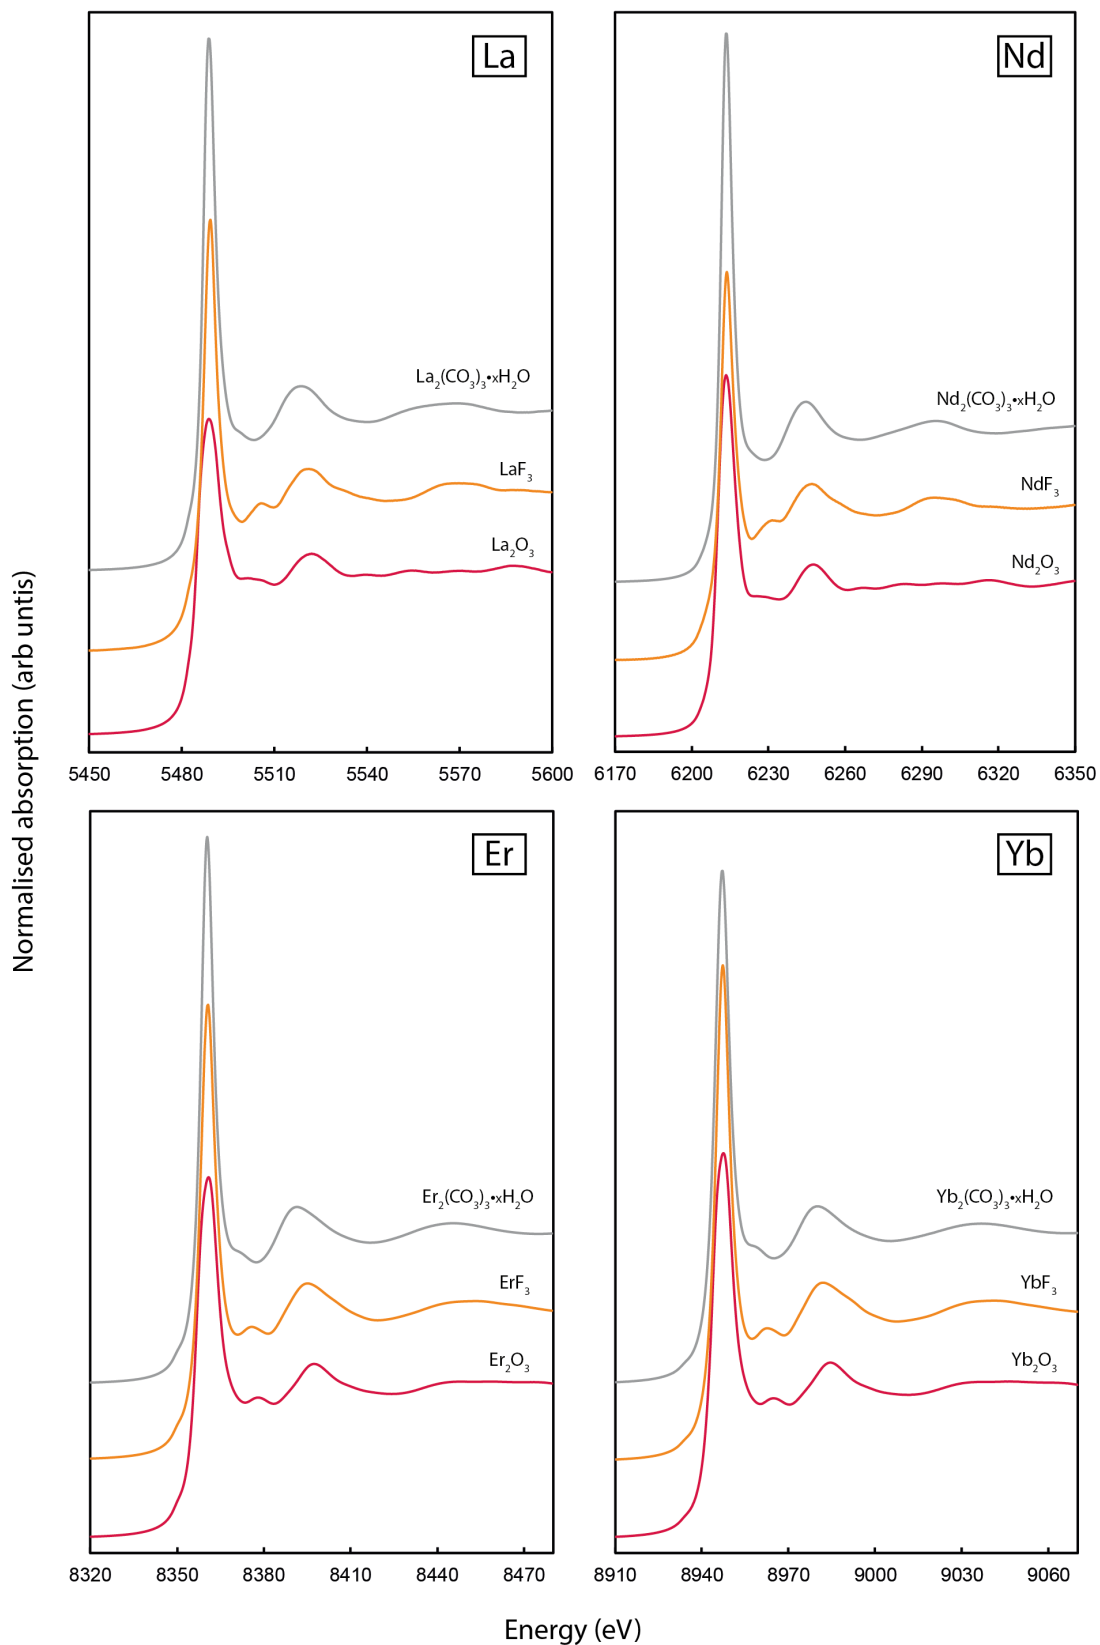 La
Nd
La₂(CO₃)₃•xH₂O
LaF₃
La₂O₃
Nd₂(CO₃)₃•xH₂O
NdF₃
Nd₂O₃
5450 5480 5510 5540 5570 5600
6170 6200 6230 6260 6290 6320 6350
Normalised absorption (arb untis)
Er
Yb
Er₂(CO₃)₃•xH₂O
ErF₃
Er₂O₃
Yb₂(CO₃)₃•xH₂O
YbF₃
Yb₂O₃
8320 8350 8380 8410 8440 8470
8910 8940 8970 9000 9030 9060
Energy (eV)